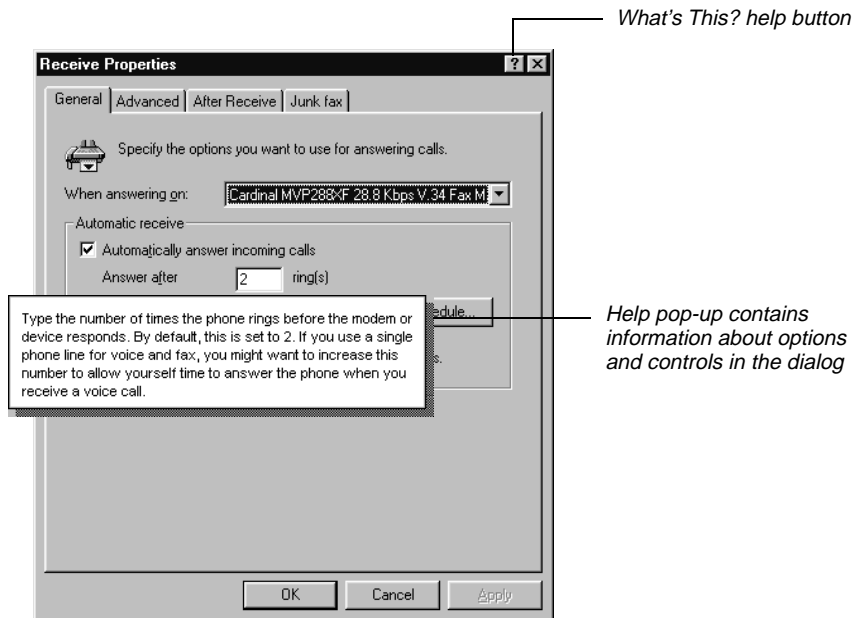 What's This? help button
Receive Properties
General Advanced After Receive Junk fax
Specify the options you want to use for answering calls.
When answering on: Cardinal MVP288XF 28.8 Kbps V.34 Fax M
Automatic receive
Automatically answer incoming calls
Answer after 2 ring(s)
Type the number of times the phone rings before the modem or
device responds. By default, this is set to 2. If you use a single
phone line for voice and fax, you might want to increase this
number to allow yourself time to answer the phone when you
receive a voice call.
edule...
s.
Help pop-up contains
information about options
and controls in the dialog
OK Cancel Apply